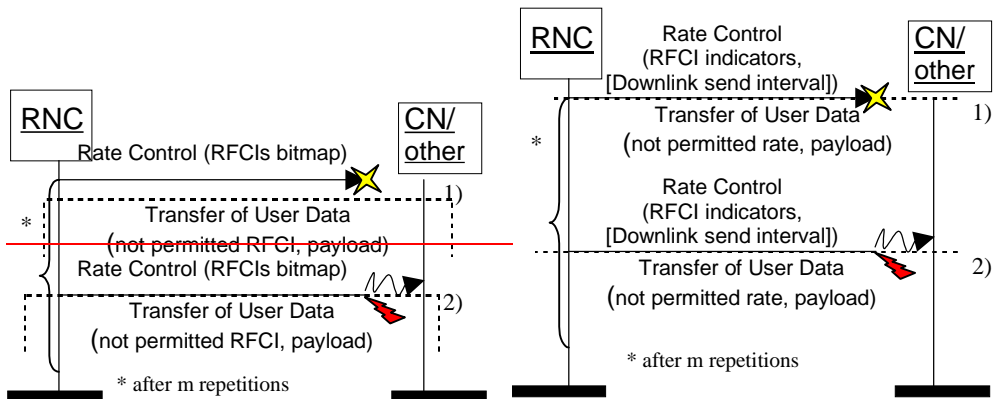 RNC
CN/
other
Rate Control (RFCIs bitmap)
1)
*
Transfer of User Data
(not permitted RFCI, payload)
Rate Control (RFCIs bitmap)
2)
Transfer of User Data
(not permitted RFCI, payload)
* after m repetitions
RNC
CN/
other
Rate Control
(RFCI indicators,
[Downlink send interval])
1)
Transfer of User Data
(not permitted rate, payload)
*
Rate Control
(RFCI indicators,
[Downlink send interval])
2)
Transfer of User Data
(not permitted rate, payload)
* after m repetitions